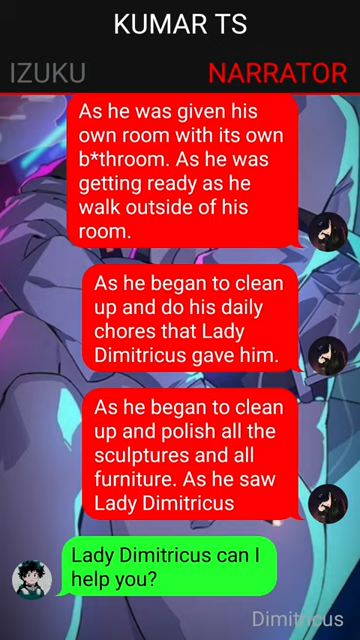 KUMAR TS
IZUKU
NARRATOR
As he was given his
own room with its own
b*throom. As he was
getting ready as he
walk outside of his
room.
As he began to clean
up and do his daily
chores that Lady
Dimitricus gave him.
As he began to clean
up and polish all the
sculptures and all
furniture. As he saw
Lady Dimitricus
Lady Dimitricus can I
help you?
Dimitricus